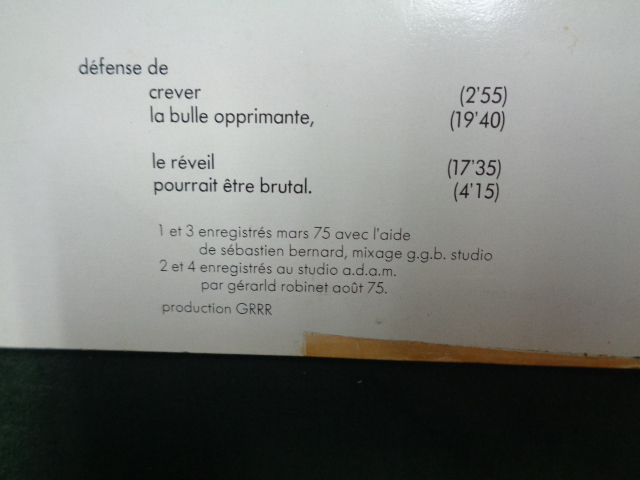 défense de
crever (2'55)
la bulle opprimante, (19'40)
le réveil (17'35)
pourrait être brutal. (4'15)
1 et 3 enregistrés mars 75 avec l'aide
de sébastien bernard, mixage g.g.b. studio
2 et 4 enregistrés au studio a.d.a.m.
par gérarld robinet août 75.
production GRRR